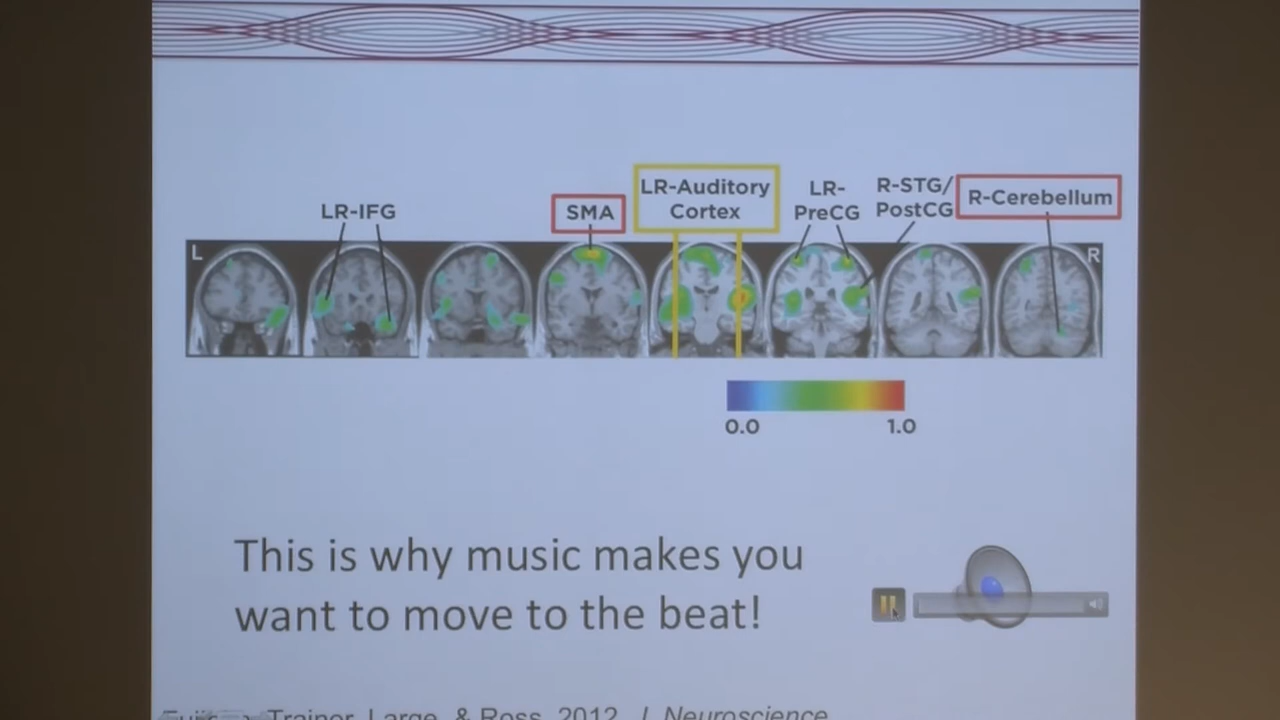 LR-IFG
SMA
LR-Auditory
Cortex
LR-
PreCG
R-STG/
PostCG
R-Cerebellum
L
R
0.0
1.0
This is why music makes you
want to move to the beat!
Trainor, Large, & Ross, 2012, J. Neuroscience